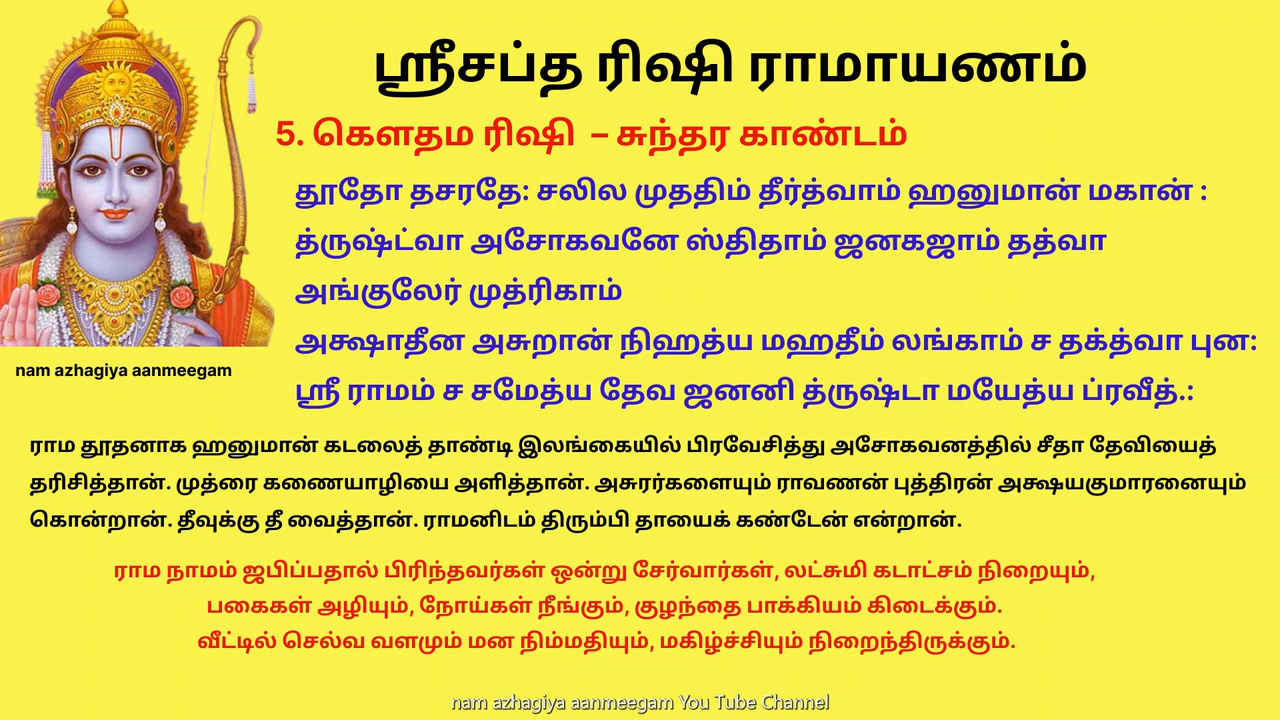 ஸ்ரீசப்த ரிஷி ராமாயணம்
5. கௌதம ரிஷி – சுந்தர காண்டம்
தூதோ தசரதே: சலில முததிம் தீர்த்வாம் ஹனுமான் மகான் :
த்ருஷ்ட்வா அசோகவனே ஸ்திதாம் ஜனகஜாம் தத்வா
அங்குலேர் முத்ரிகாம்
அக்ஷாதீன அசுறான் நிஹத்ய மஹதீம் லங்காம் ச தக்த்வா புன:
ஸ்ரீ ராமம் ச சமேத்ய தேவ ஜனனி த்ருஷ்டா மயேத்ய ப்ரவீத்.:
nam azhagiya aanmeegam
ராம தூதனாக ஹனுமான் கடலைத் தாண்டி இலங்கையில் பிரவேசித்து அசோகவனத்தில் சீதா தேவியைத்
தரிசித்தான். முத்ரை கணையாழியை அளித்தான். அசுரர்களையும் ராவணன் புத்திரன் அக்ஷயகுமாரனையும்
கொன்றான். தீவுக்கு தீ வைத்தான். ராமனிடம் திரும்பி தாயைக் கண்டேன் என்றான்.
ராம நாமம் ஜபிப்பதால் பிரிந்தவர்கள் ஒன்று சேர்வார்கள், லட்சுமி கடாட்சம் நிறையும்,
பகைகள் அழியும், நோய்கள் நீங்கும், குழந்தை பாக்கியம் கிடைக்கும்.
வீட்டில் செல்வ வளமும் மன நிம்மதியும், மகிழ்ச்சியும் நிறைந்திருக்கும்.
nam azhagiya aanmeegam You Tube Channel